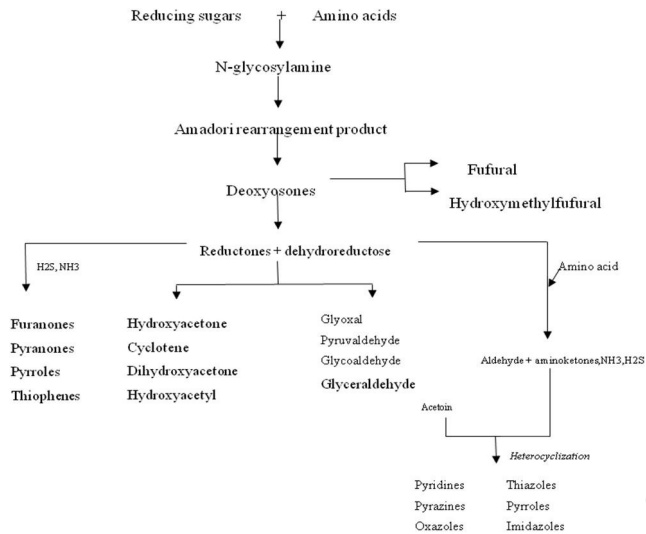 Reducing sugars + Amino acids
N-glycosylamine
Amadori rearrangement product
Deoxyosones
Fufural
Hydroxymethylfufural
Reductones + dehydroreductose
H2S, NH3
Amino acid
Furanones
Pyranones
Pyrroles
Thiophenes
Hydroxyacetone
Cyclotene
Dihydroxyacetone
Hydroxyacetyl
Glyoxal
Pyruvaldehyde
Glycoaldehyde
Glyceraldehyde
Aldehyde + aminoketones,NH3,H2S
Acetoin
Heterocyclization
Pyridines
Pyrazines
Oxazoles
Thiazoles
Pyrroles
Imidazoles